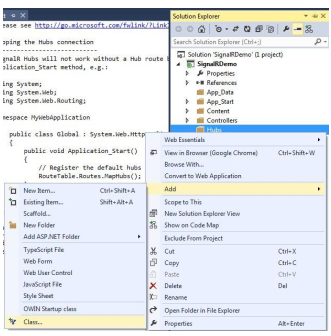 ease see http://go.microsoft.com/fwlink/?Link
pping the Hubs connection
gnalR Hubs will not work without a Hub route b
plication_Start method, e.g.:
ing System;
ing System.Web;
ing System.Web.Routing;
mespace MyWebApplication
public class Global : System.Web.Http
{
public void Application_Start()
{
// Register the default hubs
RouteTable.Routes.MapHubs();
}
Solution Explorer
Search Solution Explorer (Ctrl+;)
Solution 'SignalRDemo' (1 project)
SignalRDemo
Properties
References
App_Data
App_Start
Content
Controllers
Hubs
Web Essentials
View in Browser (Google Chrome) Ctrl+Shift+W
Browse With...
Convert to Web Application
Add
Scope to This
New Solution Explorer View
Show on Code Map
Exclude From Project
Cut Ctrl+X
Copy Ctrl+C
Paste Ctrl+V
Delete Del
Rename
Open Folder in File Explorer
Properties Alt+Enter
New Item... Ctrl+Shift+A
Existing Item... Shift+Alt+A
Scaffold...
New Folder
Add ASP.NET Folder
TypeScript File
Web Form
Web User Control
JavaScript File
Style Sheet
OWIN Startup class
Class...